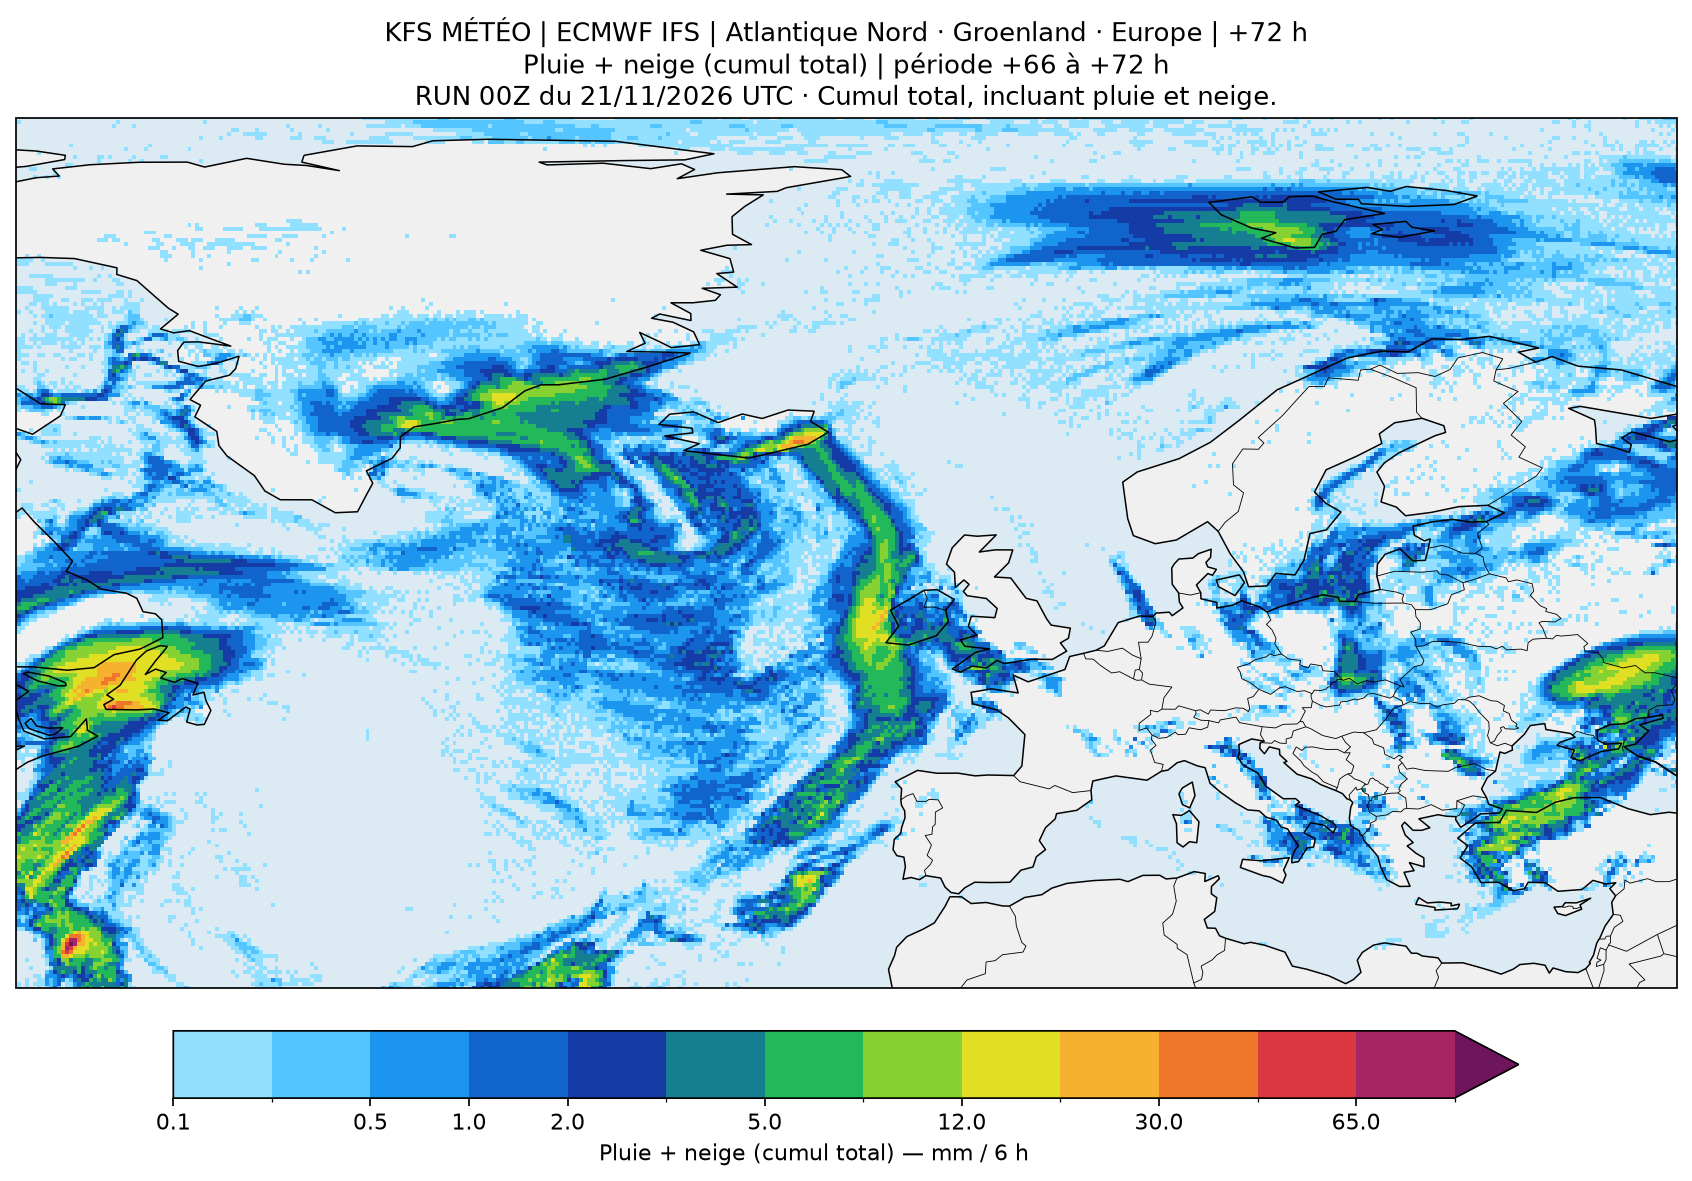 KFS MÉTÉO | ECMWF IFS | Atlantique Nord · Groenland · Europe | +72 h
Pluie + neige (cumul total) | période +66 à +72 h
RUN 00Z du 21/11/2026 UTC · Cumul total, incluant pluie et neige.
0.1 0.5 1.0 2.0 5.0 12.0 30.0 65.0
Pluie + neige (cumul total) — mm / 6 h